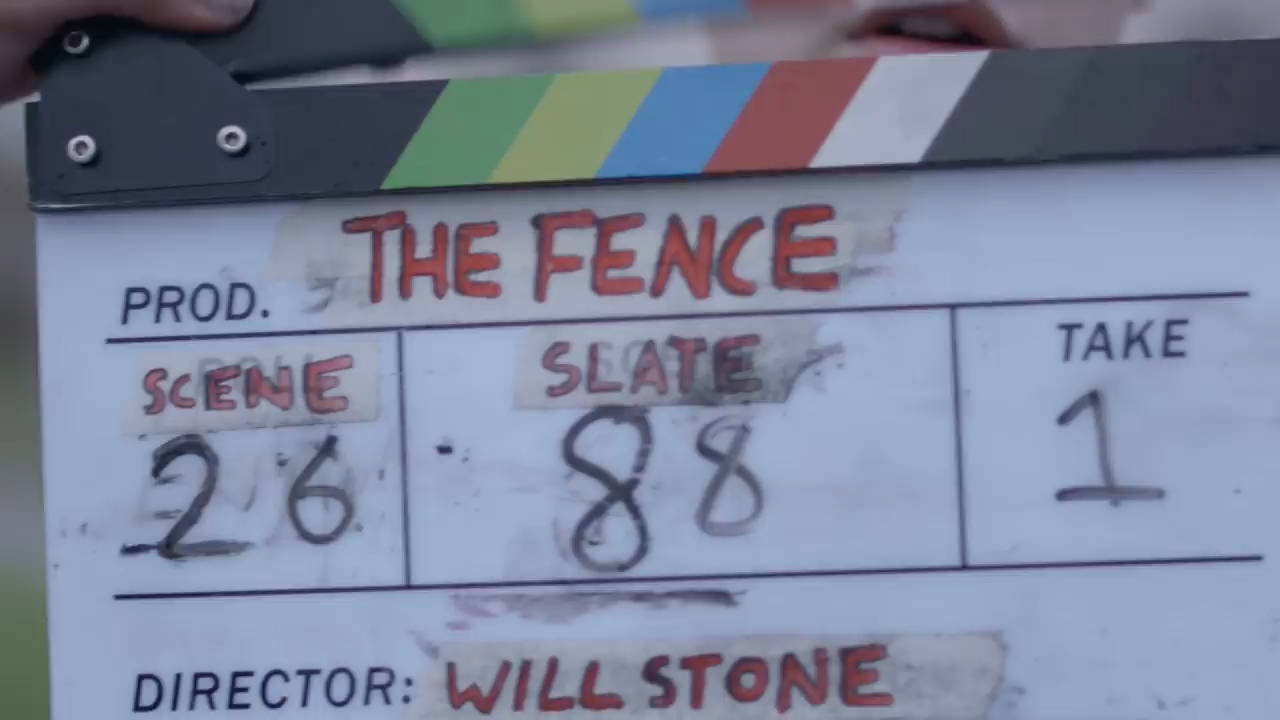 PROD. THE FENCE
SCENE SLATE TAKE
26 88 1
DIRECTOR: WILL STONE